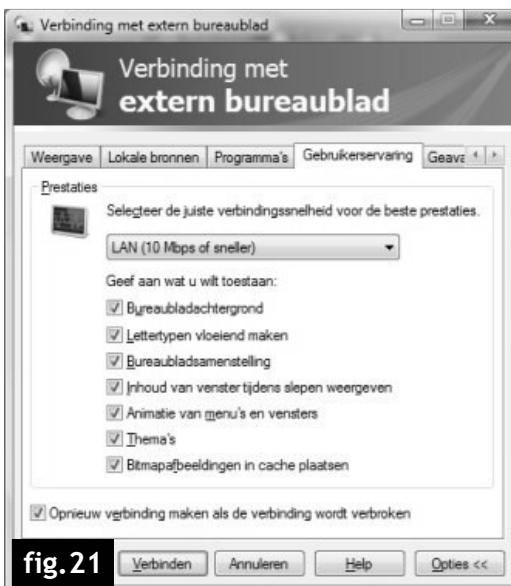 Verbinding met extern bureaublad
Verbinding met
extern bureaublad
Weergave Lokale bronnen Programma's Gebruikerservaring Geava
Prestaties
Selecteer de juiste verbindingssnelheid voor de beste prestaties.
LAN (10 Mbps of sneller)
Geef aan wat u wilt toestaan:
Bureaubladachtergrond
Lettertypen vloeiend maken
Bureaubladsamenstelling
Inhoud van venster tijdens slepen weergeven
Animatie van menu's en vensters
Thema's
Bitmapafbeeldingen in cache plaatsen
Opnieuw verbinding maken als de verbinding wordt verbroken
fig.21 Verbinden Annuleren Help Opties <<